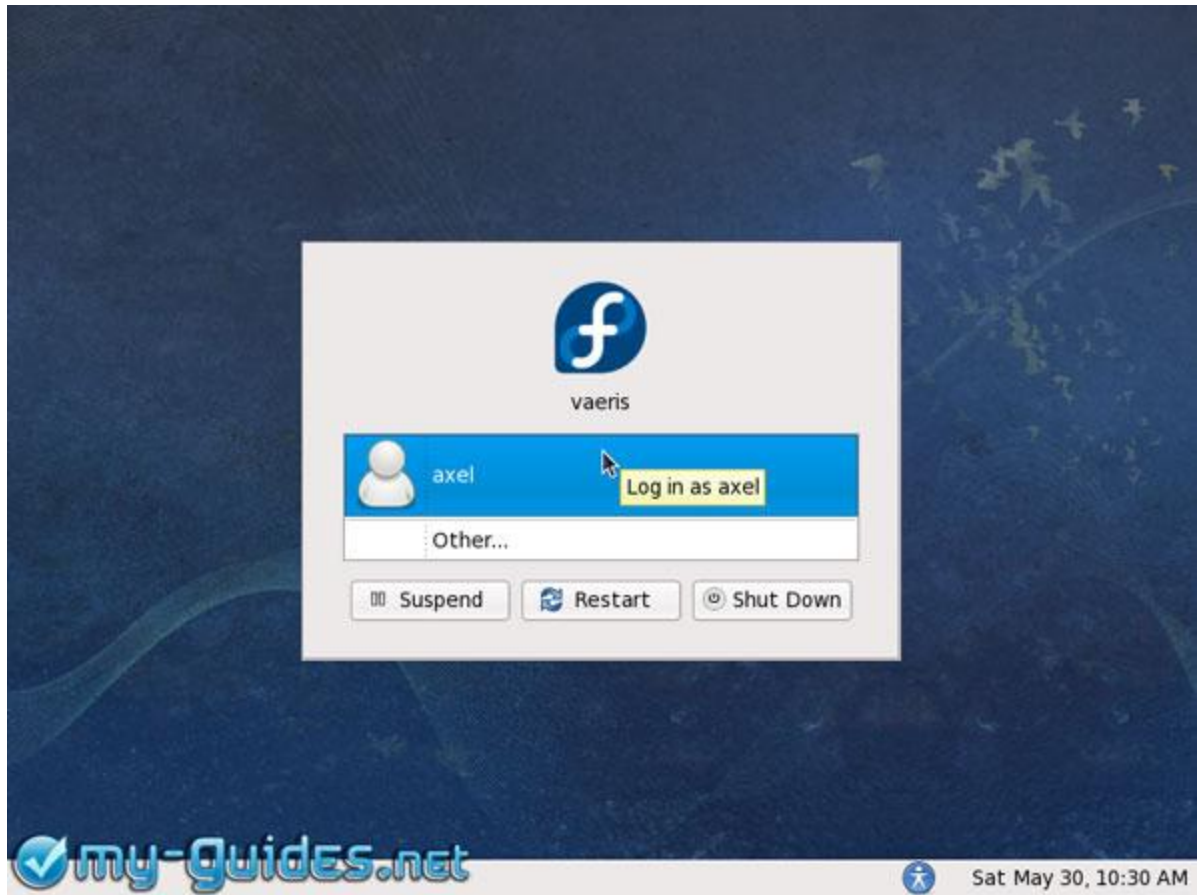 vaeris
axel
Log in as axel
Other...
Suspend
Restart
Shut Down
my-guides.net
Sat May 30, 10:30 AM